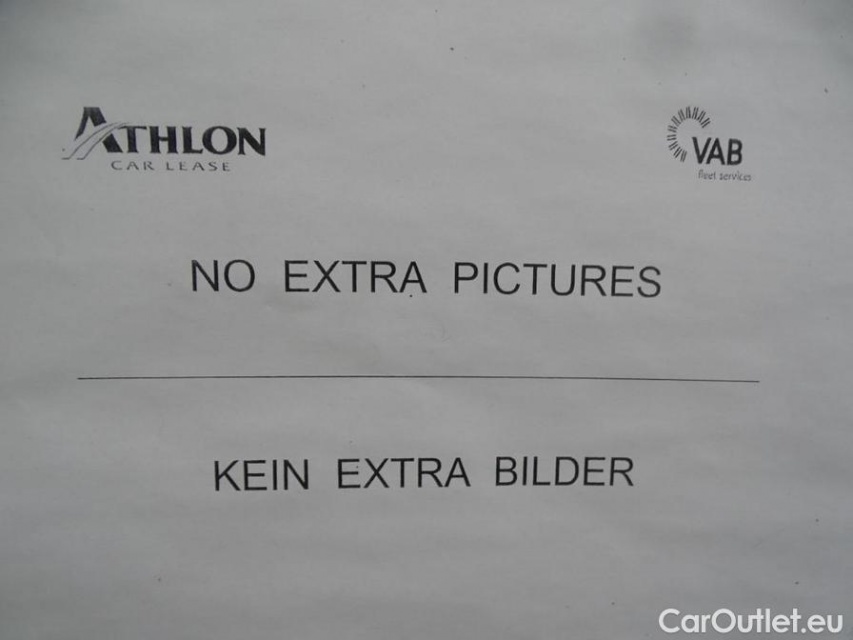 ATHLON
CAR LEASE
VAB
fleet services
NO EXTRA PICTURES
KEIN EXTRA BILDER
CarOutlet.eu